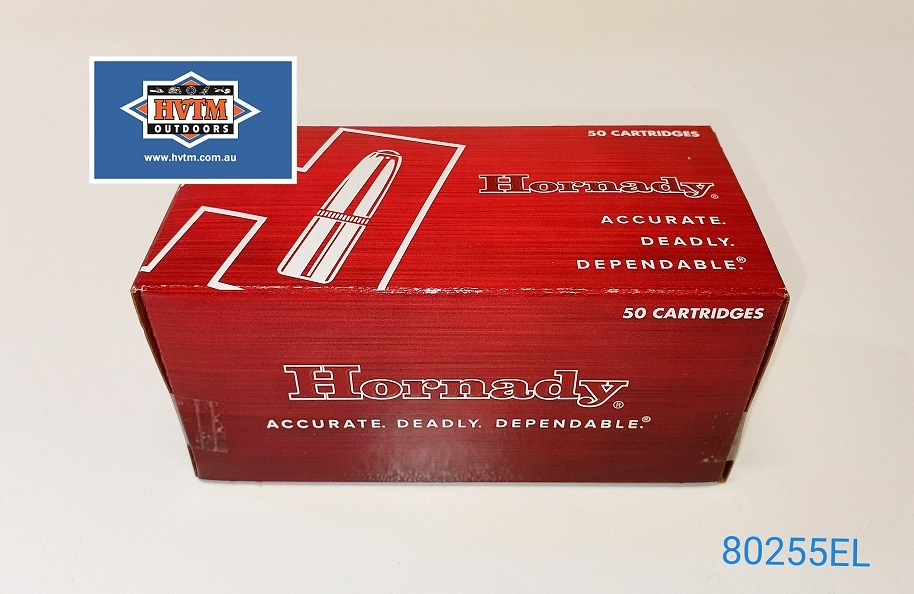 HVTM
OUTDOORS
www.hvtm.com.au
50 CARTRIDGES
Hornady®
ACCURATE.
DEADLY.
DEPENDABLE.®
50 CARTRIDGES
Hornady®
ACCURATE. DEADLY. DEPENDABLE.®
80255EL